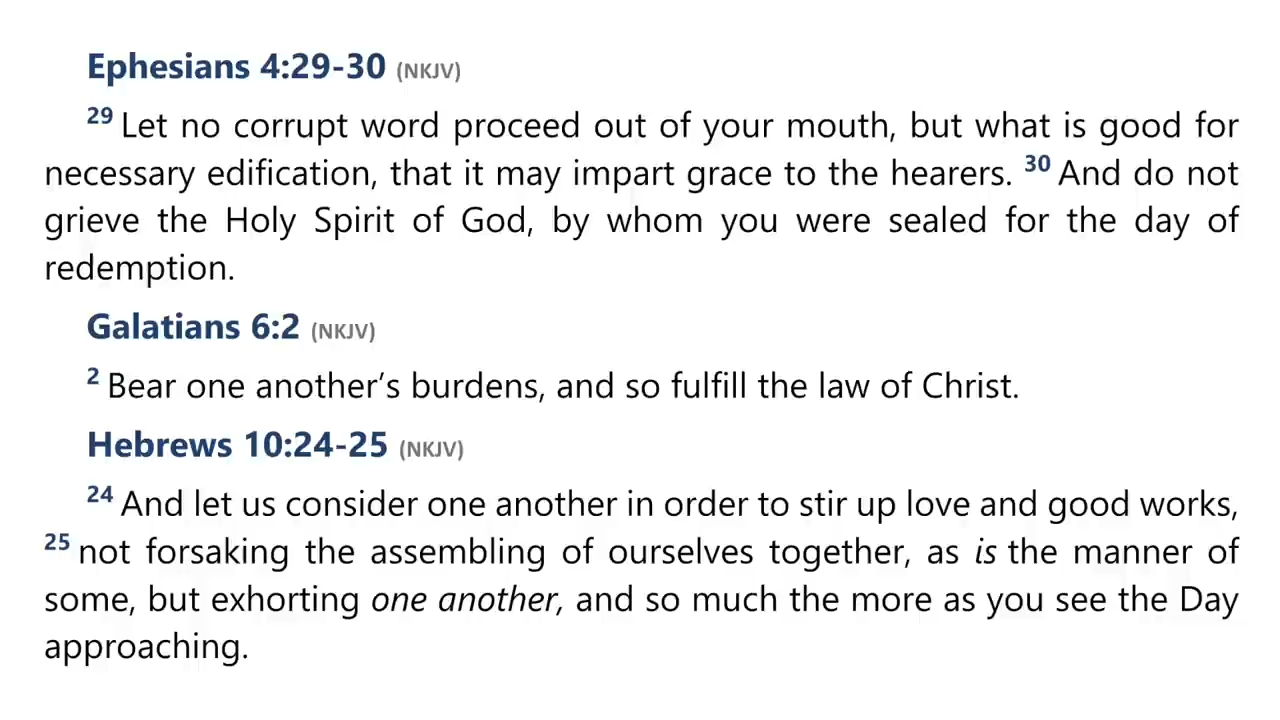 Ephesians 4:29-30 (NKJV)
29 Let no corrupt word proceed out of your mouth, but what is good for
necessary edification, that it may impart grace to the hearers. 30 And do not
grieve the Holy Spirit of God, by whom you were sealed for the day of
redemption.
Galatians 6:2 (NKJV)
2 Bear one another’s burdens, and so fulfill the law of Christ.
Hebrews 10:24-25 (NKJV)
24 And let us consider one another in order to stir up love and good works,
25 not forsaking the assembling of ourselves together, as is the manner of
some, but exhorting one another, and so much the more as you see the Day
approaching.